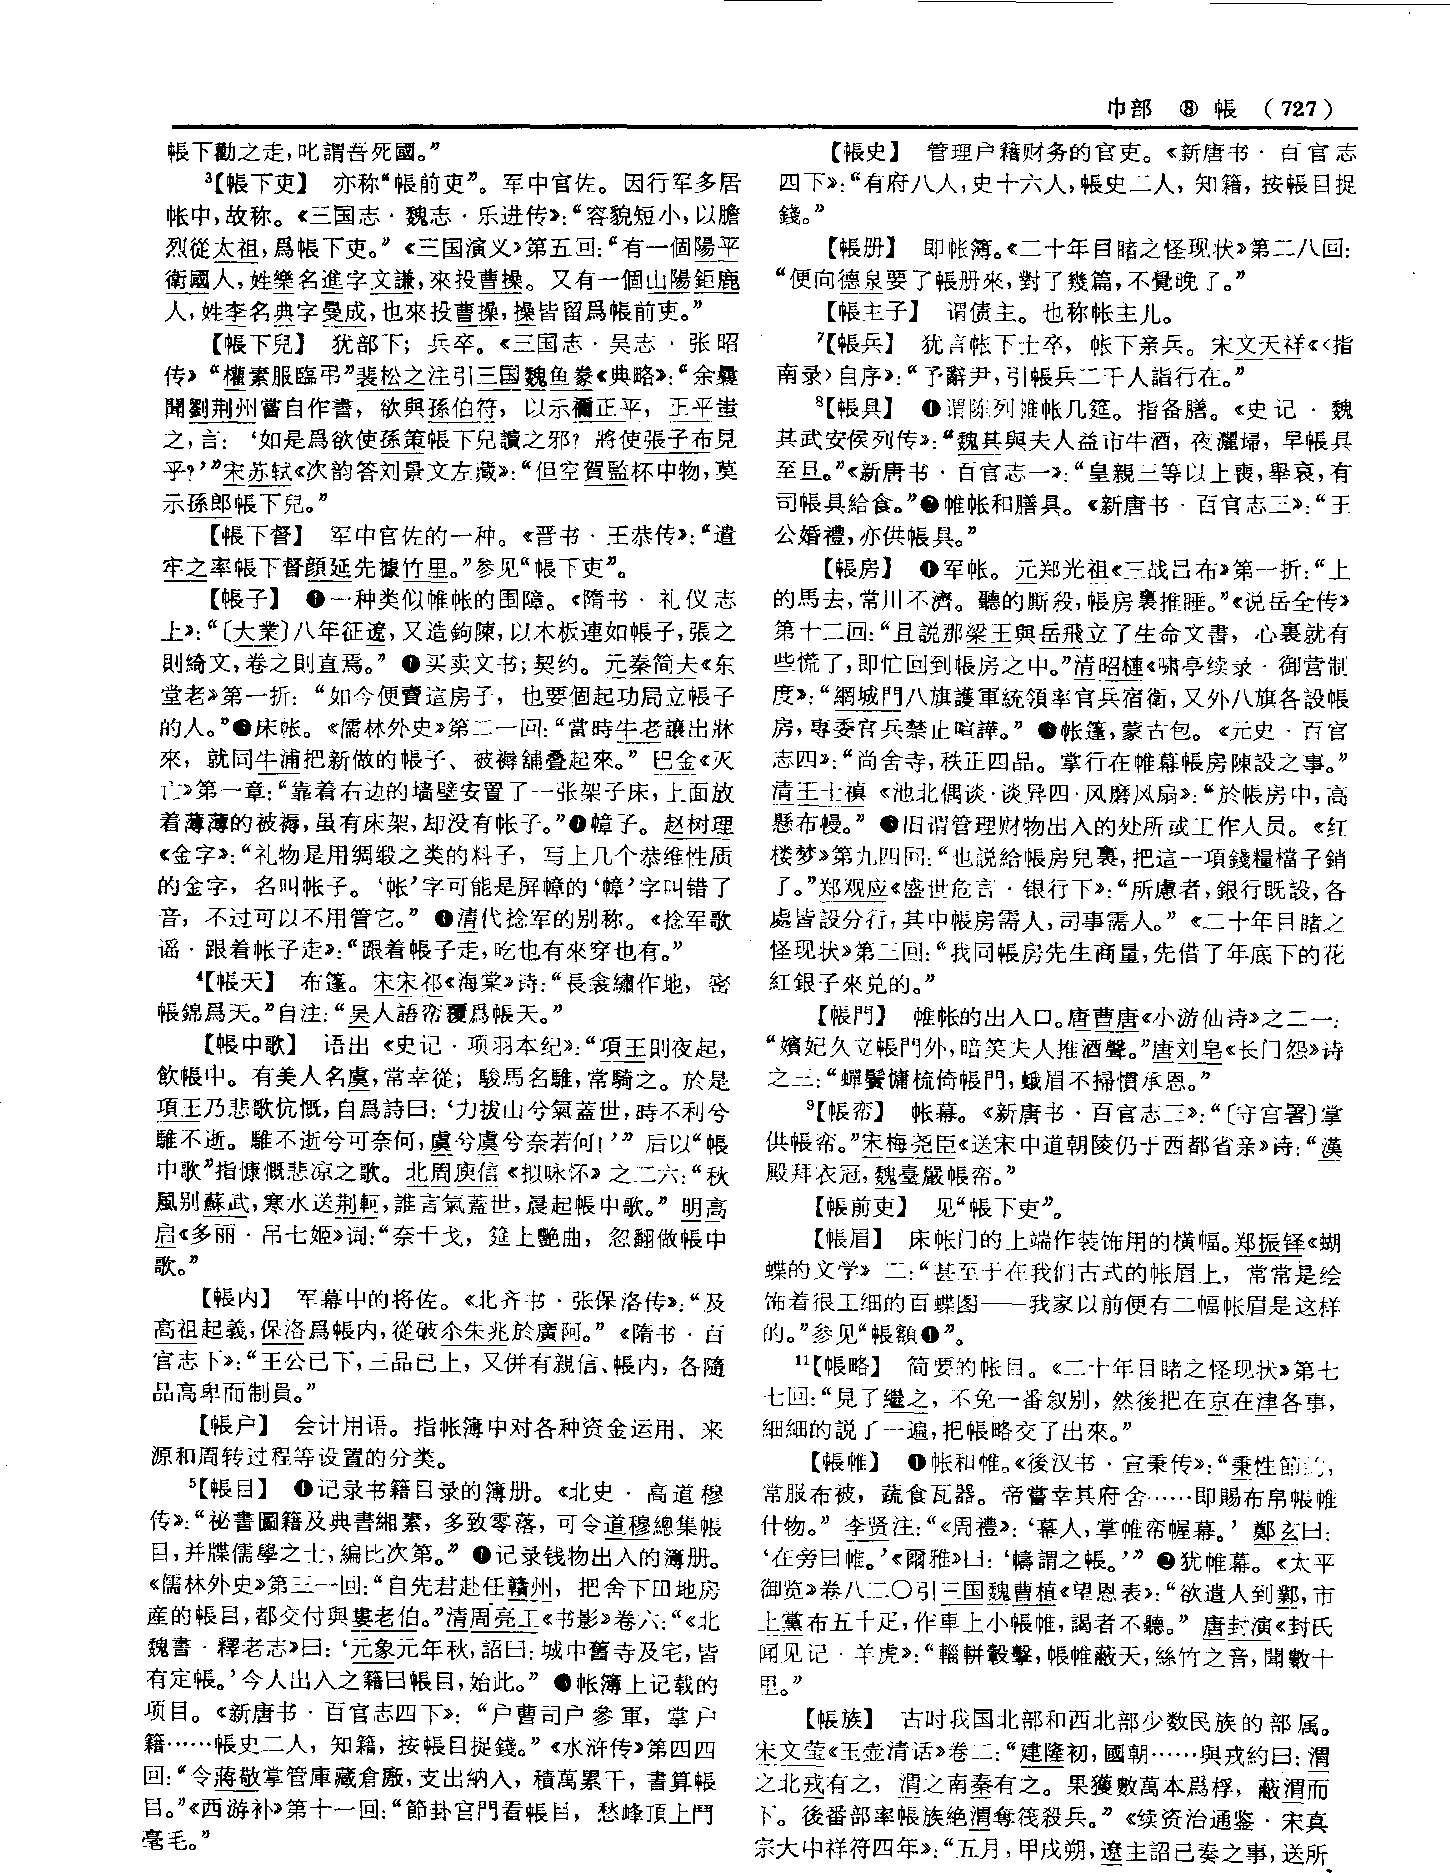 巾部 ⑧ 帳 (727)
帳下勸之走，叱謂吾死國。”
³【帳下吏】 亦称“帳前吏”。军中官佐。因行军多居
帐中，故称。《三国志·魏志·乐进传》：“容貌短小，以膽
烈從太祖，爲帳下吏。”《三国演义》第五回：“有一個陽平
衛國人，姓樂名進字文謙，來投曹操。又有一個山陽鉅鹿
人，姓李名典字曼成，也來投曹操，操皆留爲帳前吏。”
【帳下兒】 犹部下；兵卒。《三国志·吴志·张昭
传》“權素服臨弔”裴松之注引三国魏鱼豢《典略》：“余曩
聞劉荆州嘗自作書，欲與孫伯符，以示禰正平，正平蚩
之，言：‘如是爲欲使孫策帳下兒讀之邪？將使張子布見
乎？’”宋苏轼《次韵答刘景文左藏》：“但空賀監杯中物，莫
示孫郎帳下兒。”
【帳下督】 军中官佐的一种。《晋书·王恭传》：“遣
牢之率帳下督顔延先據竹里。”参见“帳下吏”。
【帳子】 ❶一种类似帷帐的围障。《隋书·礼仪志
上》：“〔大業〕八年征遼，又造鉤陳，以木板連如帳子，張之
則綺文，卷之則直焉。” ❷买卖文书；契约。元秦简夫《东
堂老》第一折：“如今便賣這房子，也要個起功局立帳子
的人。”❸床帐。《儒林外史》第二一回：“當時牛老讓出牀
來，就同牛浦把新做的帳子、被褥舖叠起來。” 巴金《灭
亡》第一章：“靠着右边的墙壁安置了一张架子床，上面放
着薄薄的被褥，虽有床架，却没有帐子。”❹幛子。赵树理
《金字》：“礼物是用绸缎之类的料子，写上几个恭维性质
的金字，名叫帐子。‘帐’字可能是屏幛的‘幛’字叫错了
音，不过可以不用管它。” ❺清代捻军的别称。《捻军歌
谣·跟着帐子走》：“跟着帳子走，吃也有來穿也有。”
⁴【帳天】 布篷。宋宋祁《海棠》诗：“長衾繡作地，密
帳錦爲天。”自注：“吴人語帟覆爲帳天。”
【帳中歌】 语出《史记·项羽本纪》：“項王則夜起，
飲帳中。有美人名虞，常幸從；駿馬名騅，常騎之。於是
項王乃悲歌忼慨，自爲詩曰：‘力拔山兮氣蓋世，時不利兮
騅不逝。騅不逝兮可奈何，虞兮虞兮奈若何！’” 后以“帳
中歌”指慷慨悲凉之歌。北周庾信《拟咏怀》之二六：“秋
風别蘇武，寒水送荆軻，誰言氣蓋世，晨起帳中歌。” 明高
启《多丽·吊七姬》词：“奈干戈，筵上艷曲，忽翻做帳中
歌。”
【帳内】 军幕中的将佐。《北齐书·张保洛传》：“及
高祖起義，保洛爲帳内，從破尒朱兆於廣阿。”《隋书·百
官志下》：“王公已下，三品已上，又併有親信、帳内，各隨
品高卑而制員。”
【帳户】 会计用语。指帐簿中对各种资金运用、来
源和周转过程等设置的分类。
⁵【帳目】 ❶记录书籍目录的簿册。《北史·高道穆
传》：“祕書圖籍及典書緗素，多致零落，可令道穆總集帳
目，并牒儒學之士，編比次第。” ❷记录钱物出入的簿册。
《儒林外史》第三一回：“自先君赴任贛州，把舍下田地房
産的帳目，都交付與婁老伯。”清周亮工《书影》卷六：“《北
魏書·釋老志》曰：‘元象元年秋，詔曰：城中舊寺及宅，皆
有定帳。’今人出入之籍曰帳目，始此。” ❸帐簿上记载的
项目。《新唐书·百官志四下》：“户曹司户參軍，掌户
籍……帳史二人，知籍，按帳目捉錢。”《水浒传》第四四
回：“令蔣敬掌管庫藏倉廒，支出納入，積萬累千，書算帳
目。”《西游补》第十一回：“節卦宫門看帳目，愁峰頂上鬥
毫毛。”
【帳史】 管理户籍财务的官吏。《新唐书·百官志
四下》：“有府八人，史十六人，帳史二人，知籍，按帳目捉
錢。”
【帳册】 即帐簿。《二十年目睹之怪现状》第二八回：
“便向德泉要了帳册來，對了幾篇，不覺晚了。”
【帳主子】 谓债主。也称帐主儿。
⁷【帳兵】 犹言帐下士卒，帐下亲兵。宋文天祥《〈指
南录〉自序》：“予辭尹，引帳兵二千人詣行在。”
⁸【帳具】 ❶谓陈列帷帐几筵。指备膳。《史记·魏
其武安侯列传》：“魏其與夫人益市牛酒，夜灑埽，早帳具
至旦。”《新唐书·百官志一》：“皇親三等以上喪，舉哀，有
司帳具給食。”❷帷帐和膳具。《新唐书·百官志三》：“王
公婚禮，亦供帳具。”
【帳房】 ❶军帐。元郑光祖《三战吕布》第一折：“上
的馬去，常川不濟。聽的厮殺，帳房裏推睡。”《说岳全传》
第十二回：“且説那梁王與岳飛立了生命文書，心裏就有
些慌了，即忙回到帳房之中。”清昭槤《啸亭续录·御营制
度》：“網城門八旗護軍統領率官兵宿衛，又外八旗各設帳
房，專委官兵禁止喧譁。” ❷帐篷，蒙古包。《元史·百官
志四》：“尚舍寺，秩正四品。掌行在帷幕帳房陳設之事。”
清王士禛《池北偶谈·谈异四·风磨风扇》：“於帳房中，高
懸布幔。” ❸旧谓管理财物出入的处所或工作人员。《红
楼梦》第九四回：“也説給帳房兒裏，把這一項錢糧檔子銷
了。”郑观应《盛世危言·银行下》：“所慮者，銀行既設，各
處皆設分行，其中帳房需人，司事需人。”《二十年目睹之
怪现状》第三回：“我同帳房先生商量，先借了年底下的花
紅銀子來兑的。”
【帳門】 帷帐的出入口。唐曹唐《小游仙诗》之二一：
“嬪妃久立帳門外，暗笑夫人推酒聲。”唐刘皂《长门怨》诗
之三：“蟬鬢慵梳倚帳門，蛾眉不掃慣承恩。”
⁹【帳帟】 帐幕。《新唐书·百官志三》：“〔守宫署〕掌
供帳帟。”宋梅尧臣《送宋中道朝陵仍于西都省亲》诗：“漢
殿拜衣冠，魏臺嚴帳帟。”
【帳前吏】 见“帳下吏”。
【帳眉】 床帐门的上端作装饰用的横幅。郑振铎《蝴
蝶的文学》二：“甚至于在我们古式的帐眉上，常常是绘
饰着很工细的百蝶图——我家以前便有二幅帐眉是这样
的。”参见“帳額❶”。
¹¹【帳略】 简要的帐目。《二十年目睹之怪现状》第七
七回：“見了繼之，不免一番叙别，然後把在京在津各事，
細細的説了一遍，把帳略交了出來。”
【帳帷】 ❶帐和帷。《後汉书·宣秉传》：“秉性節約，
常服布被，蔬食瓦器。帝嘗幸其府舍……即賜布帛帳帷
什物。” 李贤注：“《周禮》：‘幕人，掌帷帟幄幕。’鄭玄曰：
‘在旁曰帷。’《爾雅》曰：‘幬謂之帳。’” ❷犹帷幕。《太平
御览》卷八二〇引三国魏曹植《望恩表》：“欲遣人到鄴，市
上黨布五十疋，作車上小帳帷，謁者不聽。” 唐封演《封氏
闻见记·羊虎》：“輜軿轂擊，帳帷蔽天，絲竹之音，聞數十
里。”
【帳族】 古时我国北部和西北部少数民族的部属。
宋文莹《玉壶清话》卷二：“建隆初，國朝……與戎約曰：渭
之北戎有之，渭之南秦有之。果獲數萬本爲桴，蔽渭而
下。後番部率帳族絶渭奪筏殺兵。”《续资治通鉴·宋真
宗大中祥符四年》：“五月，甲戌朔，遼主詔已奏之事，送所